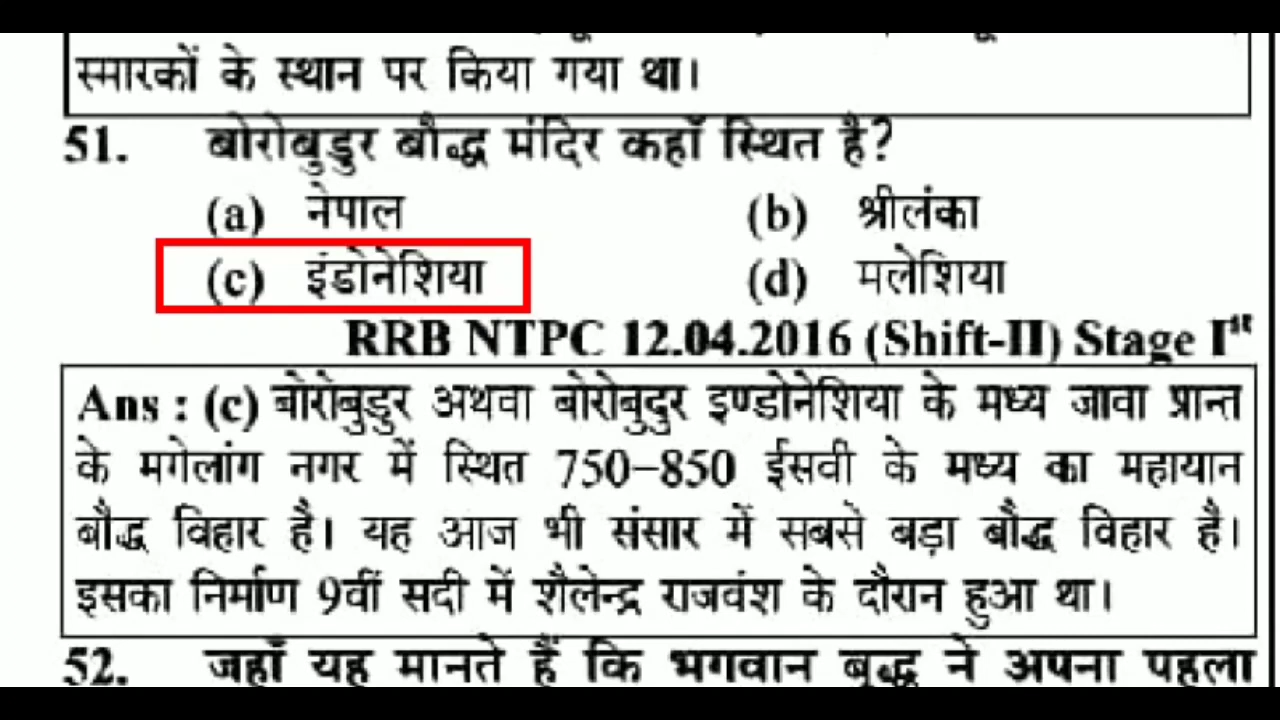 स्मारकों के स्थान पर किया गया था।
51. बोरोबुडुर बौद्ध मंदिर कहाँ स्थित है?
(a) नेपाल (b) श्रीलंका
(c) इंडोनेशिया (d) मलेशिया
RRB NTPC 12.04.2016 (Shift-II) Stage Ist
Ans : (c) बोरोबुडुर अथवा बोरोबुदुर इण्डोनेशिया के मध्य जावा प्रान्त
के मगेलांग नगर में स्थित 750–850 ईसवी के मध्य का महायान
बौद्ध विहार है। यह आज भी संसार में सबसे बड़ा बौद्ध विहार है।
इसका निर्माण 9वीं सदी में शैलेन्द्र राजवंश के दौरान हुआ था।
52. जहाँ यह मानते हैं कि भगवान बुद्ध ने अपना पहला